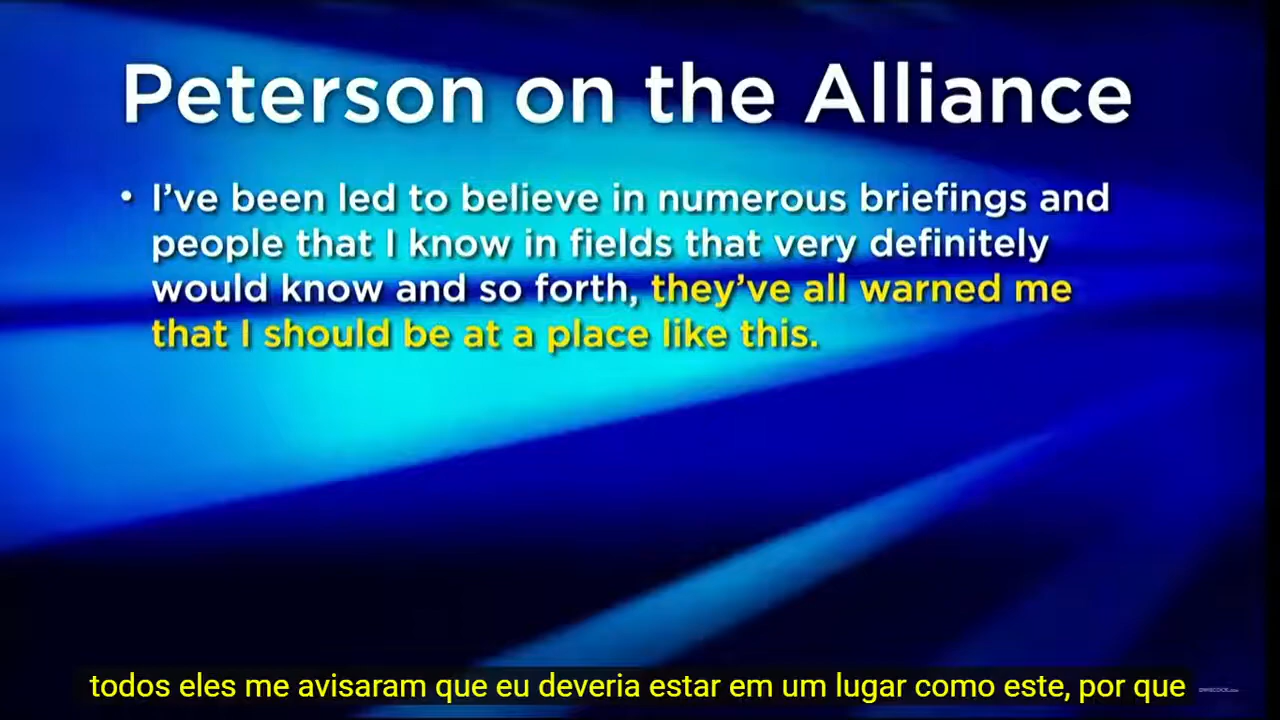 Peterson on the Alliance
• I’ve been led to believe in numerous briefings and
people that I know in fields that very definitely
would know and so forth, they’ve all warned me
that I should be at a place like this.
todos eles me avisaram que eu deveria estar em um lugar como este, por que